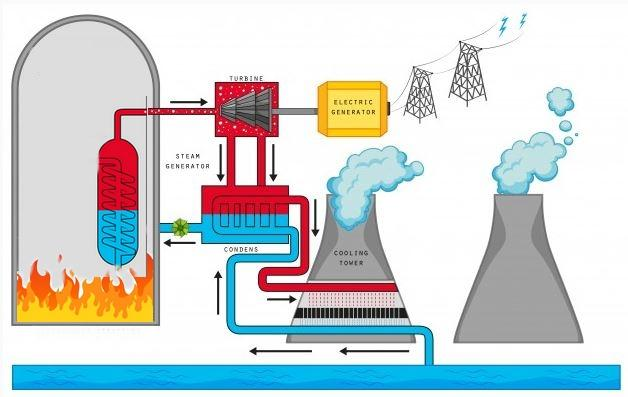 TURBINE
ELECTRIC
GENERATOR
STEAM
GENERATOR
CONDENS
COOLING
TOWER